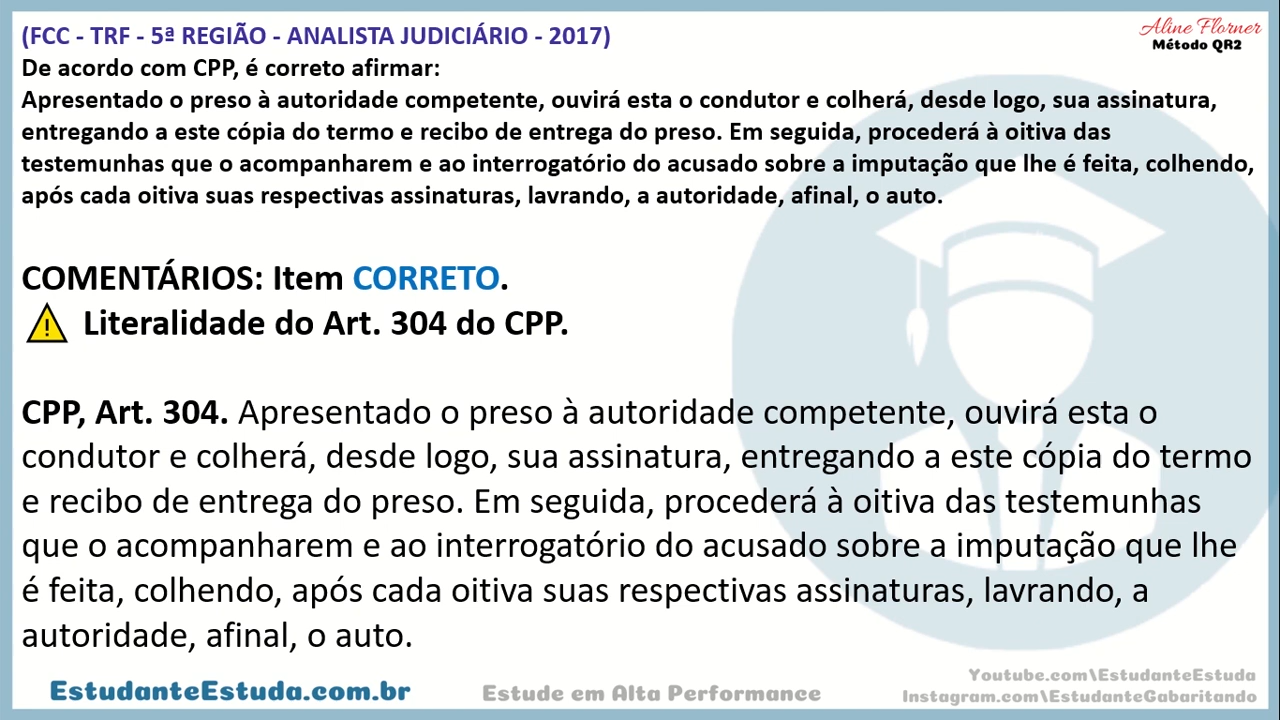 (FCC - TRF - 5ª REGIÃO - ANALISTA JUDICIÁRIO - 2017)
Aline Florner
Método QR2
De acordo com CPP, é correto afirmar:
Apresentado o preso à autoridade competente, ouvirá esta o condutor e colherá, desde logo, sua assinatura,
entregando a este cópia do termo e recibo de entrega do preso. Em seguida, procederá à oitiva das
testemunhas que o acompanharem e ao interrogatório do acusado sobre a imputação que lhe é feita, colhendo,
após cada oitiva suas respectivas assinaturas, lavrando, a autoridade, afinal, o auto.
COMENTÁRIOS: Item CORRETO.
Literalidade do Art. 304 do CPP.
CPP, Art. 304. Apresentado o preso à autoridade competente, ouvirá esta o
condutor e colherá, desde logo, sua assinatura, entregando a este cópia do termo
e recibo de entrega do preso. Em seguida, procederá à oitiva das testemunhas
que o acompanharem e ao interrogatório do acusado sobre a imputação que lhe
é feita, colhendo, após cada oitiva suas respectivas assinaturas, lavrando, a
autoridade, afinal, o auto.
EstudanteEstuda.com.br
Estude em Alta Performance
Youtube.com\EstudanteEstuda
Instagram.com\EstudanteGabaritando